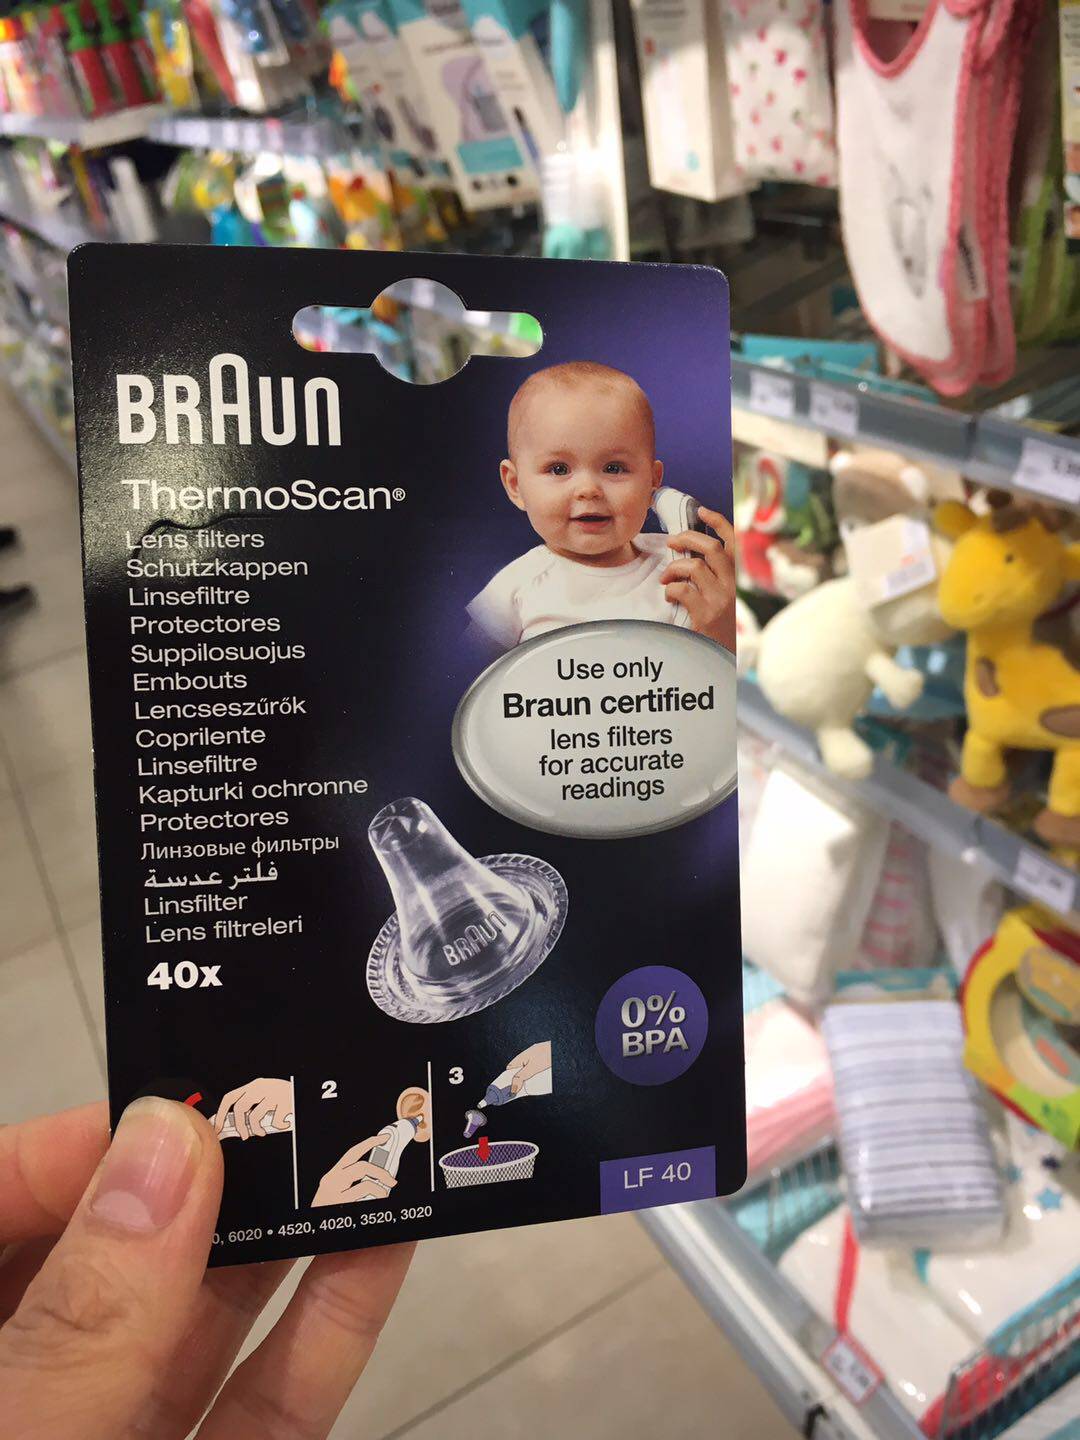 BRAUN
ThermoScan®
Lens filters
Schutzkappen
Linsefiltre
Protectores
Suppilosuojus
Embouts
Lencseszűrők
Coprilente
Linsefiltre
Kapturki ochronne
Protectores
Линзовые фильтры
فلتر عدسة
Linsfilter
Lens filtreleri
40x
Use only
Braun certified
lens filters
for accurate
readings
BRAUN
0%
BPA
2
3
LF 40
0, 6020 • 4520, 4020, 3520, 3020